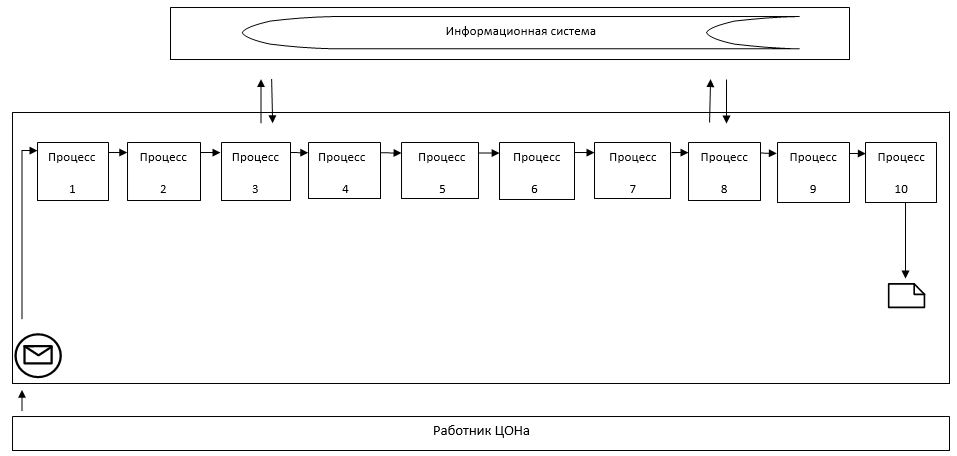 Информационная система
Процесс
1
Процесс
2
Процесс
3
Процесс
4
Процесс
5
Процесс
6
Процесс
7
Процесс
8
Процесс
9
Процесс
10
Работник ЦОНа